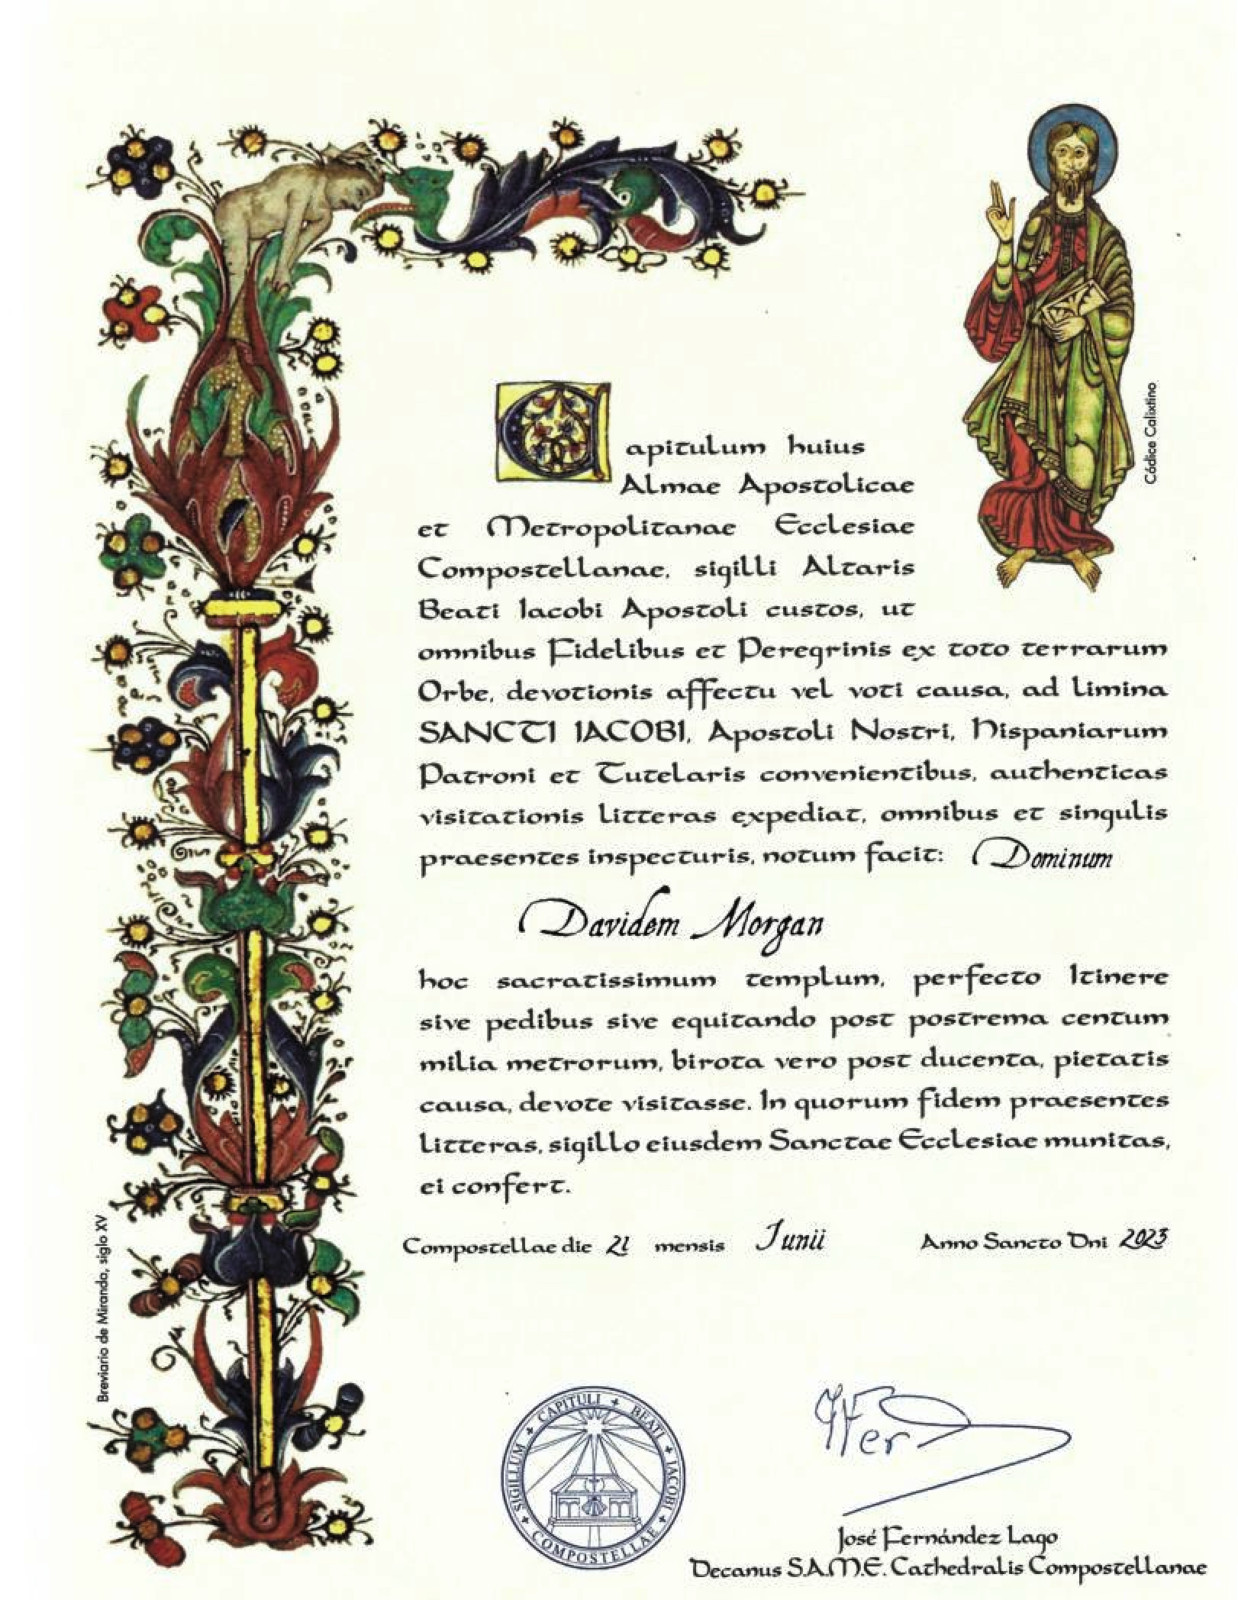 Capitulum huius
Almae Apostolicae
et Metropolitanae Ecclesiae
Compostellanae, sigilli Altaris
Beati Iacobi Apostoli custos, ut
omnibus Fidelibus et Peregrinis ex toto terrarum
Orbe, devotionis affectu vel voti causa, ad limina
SANCTI IACOBI, Apostoli Nostri, Hispaniarum
Patroni et Tutelaris convenientibus, authenticas
visitationis litteras expediat, omnibus et singulis
praesentes inspecturis, notum facit: Dominum
Davidem Morgan
hoc sacratissimum templum, perfecto Itinere
sive pedibus sive equitando post postrema centum
milia metrorum, birota vero post ducenta, pietatis
causa, devote visitasse. In quorum fidem praesentes
litteras, sigillo eiusdem Sanctae Ecclesiae munitas,
ei confert.
Compostellae die 21 mensis Junii Anno Sancto Dni 2023
SIGILLUM + CAPITULI + BEATI + IACOBI + COMPOSTELLAE +
José Fernández Lago
Decanus S.A.M.E. Cathedralis Compostellanae
Códice Calixtino
Breviario de Miranda, siglo XV